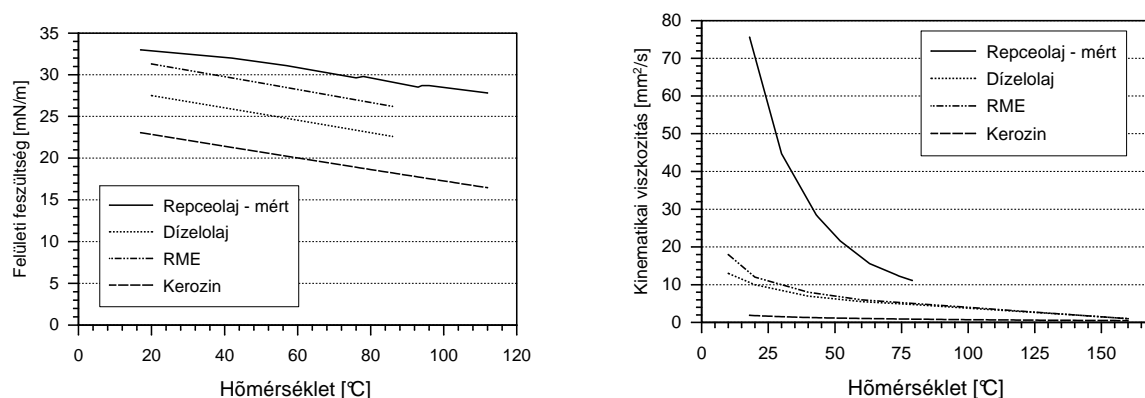 35
30
25
20
15
10
5
0
Felületi feszültség [mN/m]
Repceolaj - mért
Dízelolaj
RME
Kerozin
0 20 40 60 80 100 120
Hõmérséklet [°C]
80
70
60
50
40
30
20
10
0
Kinematikai viszkozitás [mm²/s]
Repceolaj - mért
Dízelolaj
RME
Kerozin
0 25 50 75 100 125 150
Hõmérséklet [°C]